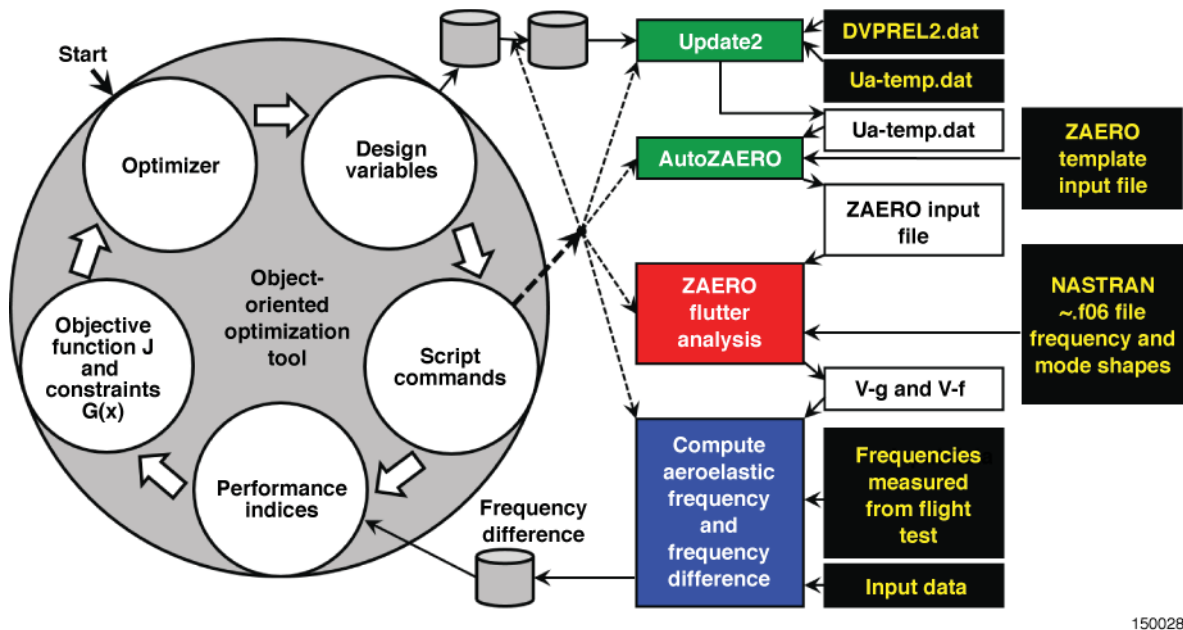 Start
Optimizer
Design
variables
Object-
oriented
optimization
tool
Script
commands
Performance
indices
Objective
function J
and
constraints
G(x)
Update2
DVPREL2.dat
Ua-temp.dat
Ua-temp.dat
AutoZAERO
ZAERO
template
input file
ZAERO input
file
ZAERO
flutter
analysis
NASTRAN
~.f06 file
frequency and
mode shapes
V-g and V-f
Compute
aeroelastic
frequency
and
frequency
difference
Frequencies
measured
from flight
test
Input data
Frequency
difference
150028